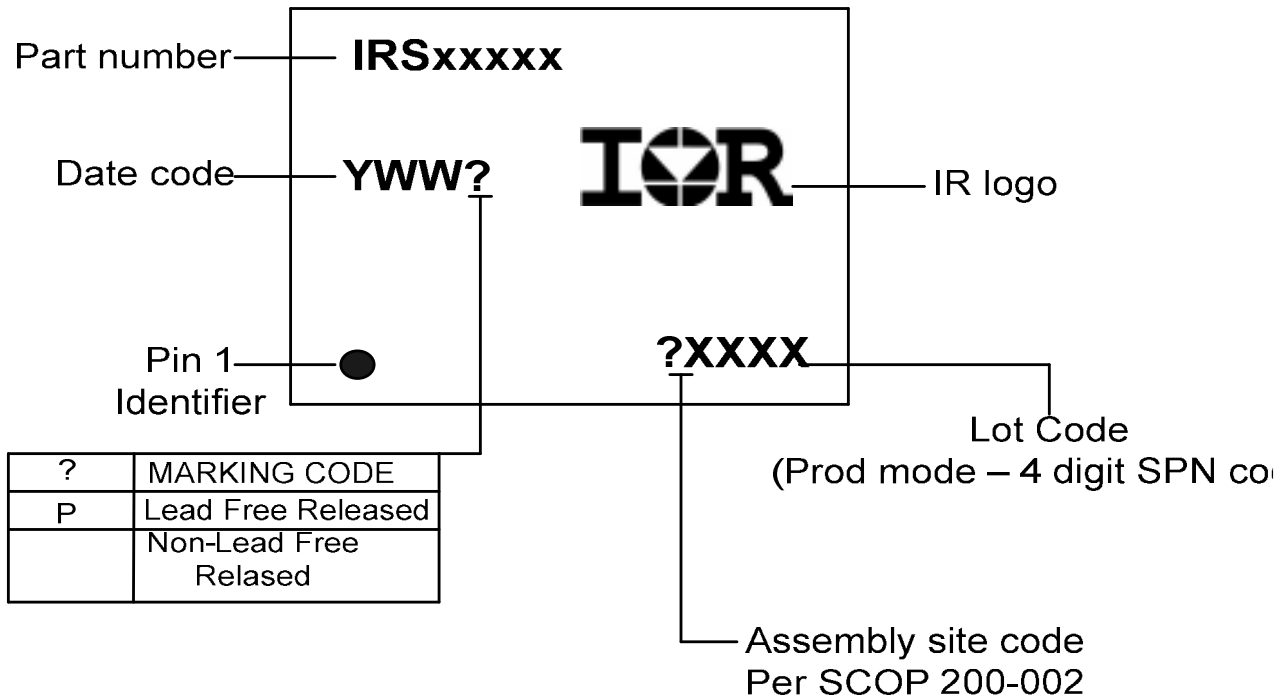 Part number
IRSxxxxx
Date code
YWW?
IOR
IR logo
Pin 1
Identifier
?XXXX
Lot Code
(Prod mode – 4 digit SPN co
? MARKING CODE
P Lead Free Released
Non-Lead Free
Relased
Assembly site code
Per SCOP 200-002